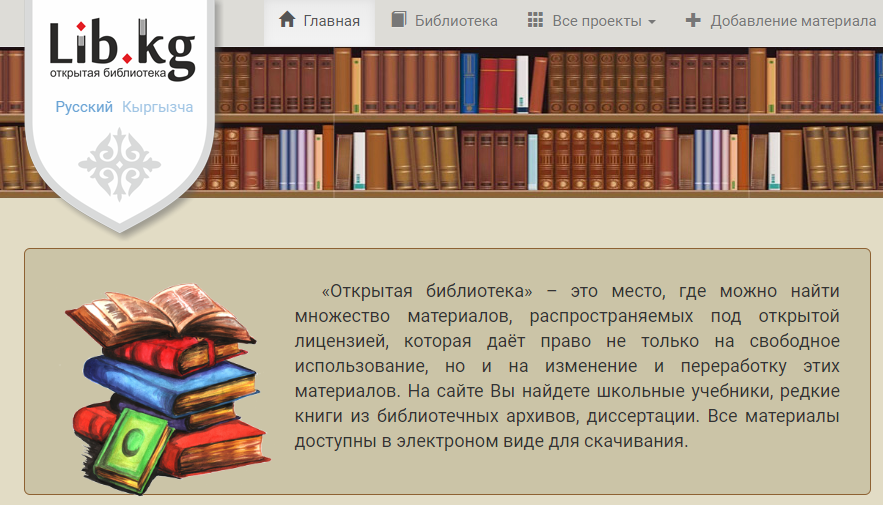 Lib.kg
открытая библиотека
Русский Кыргызча
Главная Библиотека Все проекты Добавление материала
«Открытая библиотека» – это место, где можно найти
множество материалов, распространяемых под открытой
лицензией, которая даёт право не только на свободное
использование, но и на изменение и переработку этих
материалов. На сайте Вы найдете школьные учебники, редкие
книги из библиотечных архивов, диссертации. Все материалы
доступны в электроном виде для скачивания.